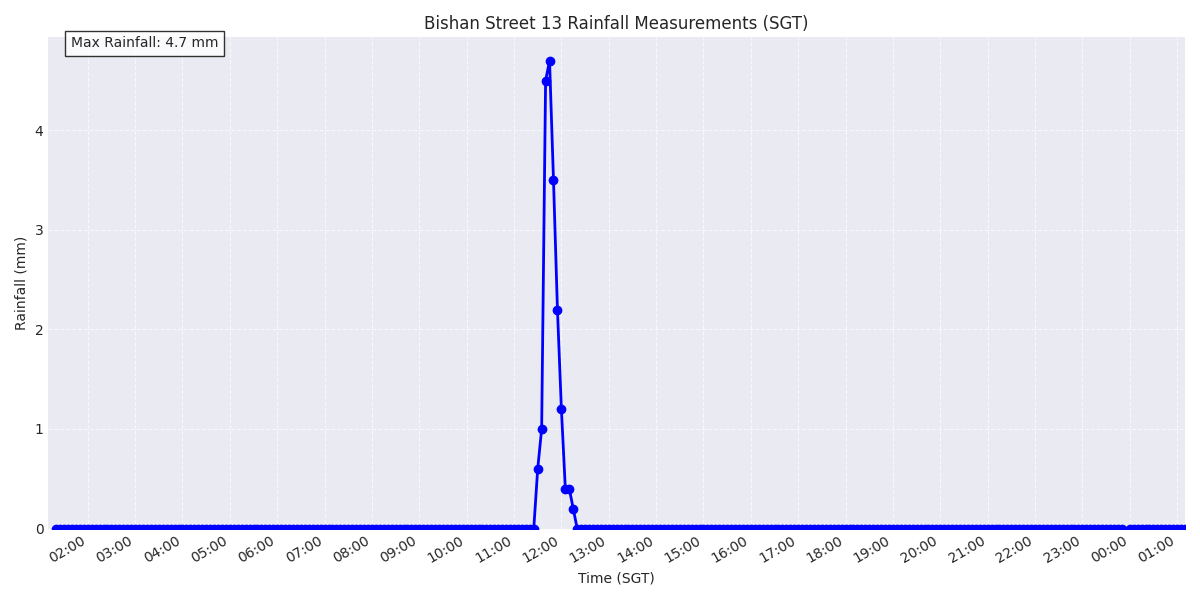 Bishan Street 13 Rainfall Measurements (SGT)
Max Rainfall: 4.7 mm
Rainfall (mm)
4
3
2
1
0
02:00 03:00 04:00 05:00 06:00 07:00 08:00 09:00 10:00 11:00 12:00 13:00 14:00 15:00 16:00 17:00 18:00 19:00 20:00 21:00 22:00 23:00 00:00 01:00
Time (SGT)